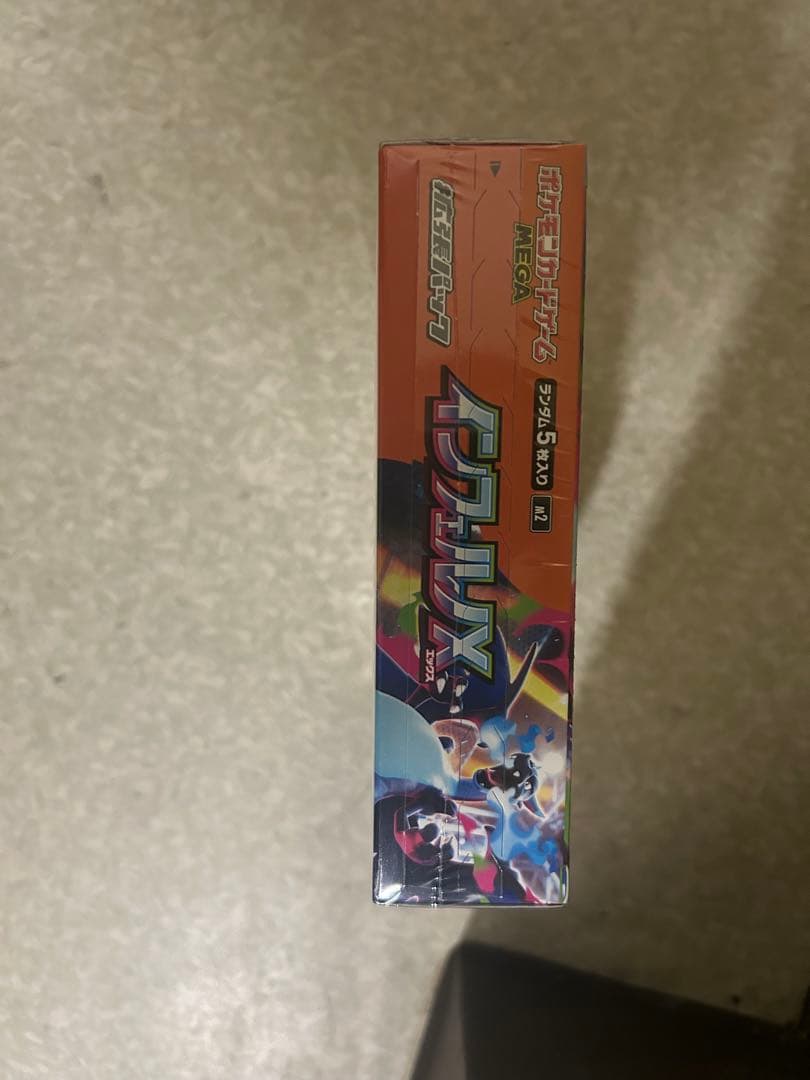 ポケモンカードゲーム
MEGA
ランダム5枚入り
M2
拡張パック
インフェルノX
エックス